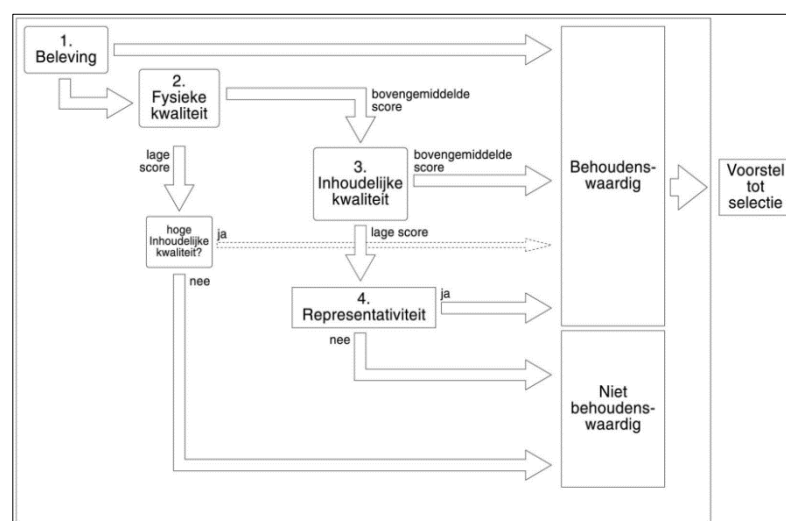 1.
Beleving
2.
Fysieke
kwaliteit
bovengemiddelde
score
lage
score
3.
Inhoudelijke
kwaliteit
bovengemiddelde
score
Behoudens-
waardig
Voorstel
tot
selectie
hoge
Inhoudelijke
kwaliteit?
ja
lage score
nee
4.
Representativiteit
ja
nee
Niet
behoudens-
waardig